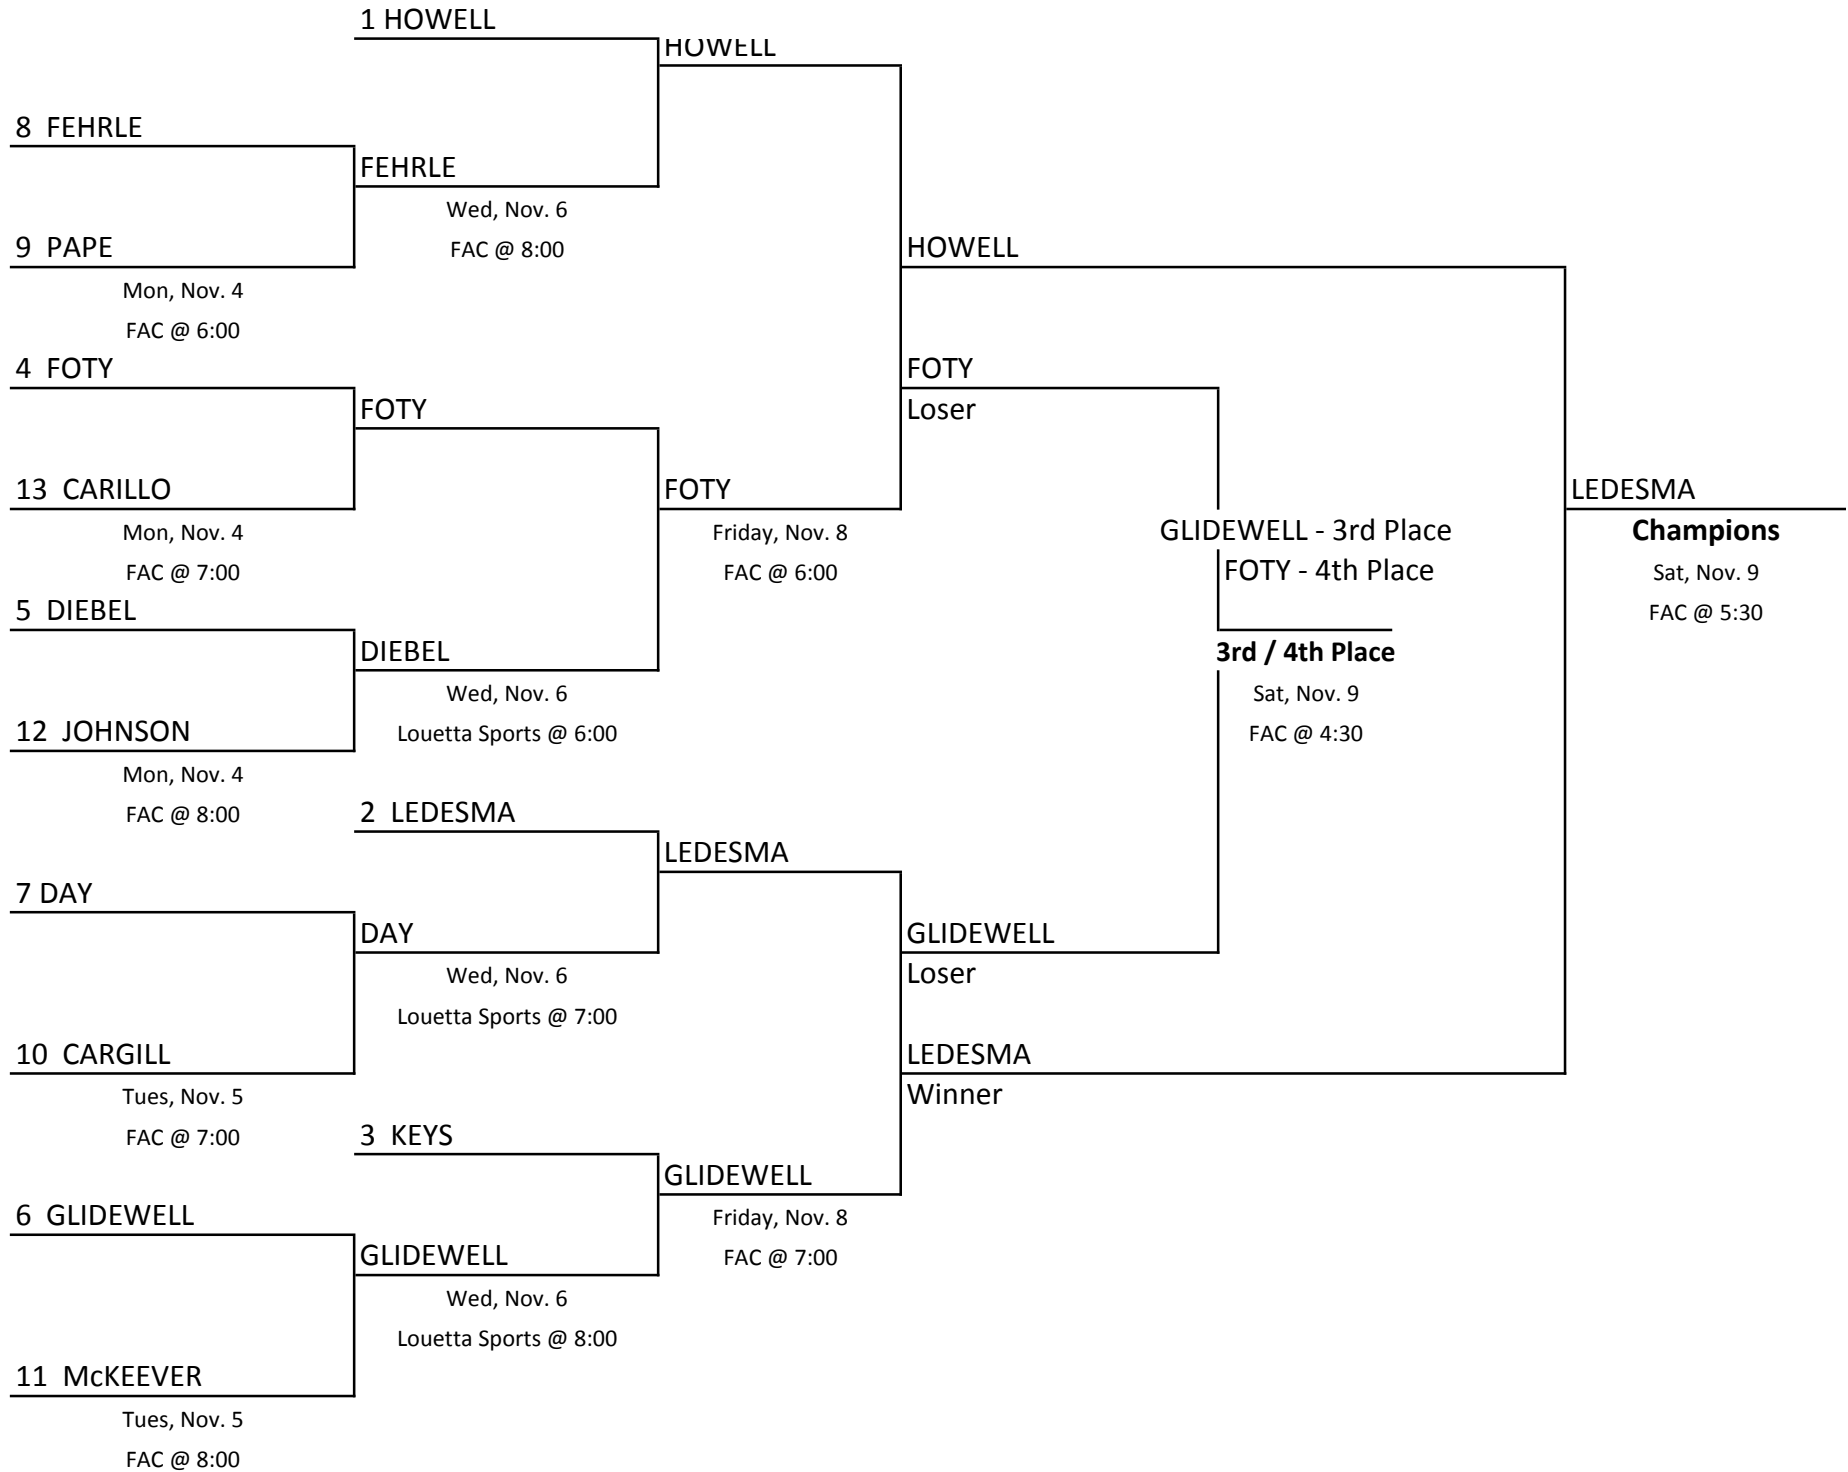 1 HOWELL
HOWELL
8 FEHRLE
FEHRLE
Wed, Nov. 6
FAC @ 8:00
9 PAPE
HOWELL
Mon, Nov. 4
FAC @ 6:00
4 FOTY
FOTY
FOTY
Loser
13 CARILLO
FOTY
LEDESMA
Mon, Nov. 4
FAC @ 7:00
Friday, Nov. 8
FAC @ 6:00
GLIDEWELL - 3rd Place
FOTY - 4th Place
Champions
Sat, Nov. 9
FAC @ 5:30
5 DIEBEL
DIEBEL
3rd / 4th Place
Wed, Nov. 6
Louetta Sports @ 6:00
Sat, Nov. 9
FAC @ 4:30
12 JOHNSON
Mon, Nov. 4
FAC @ 8:00
2 LEDESMA
LEDESMA
7 DAY
DAY
GLIDEWELL
Loser
Wed, Nov. 6
Louetta Sports @ 7:00
10 CARGILL
LEDESMA
Winner
Tues, Nov. 5
FAC @ 7:00
3 KEYS
GLIDEWELL
6 GLIDEWELL
Friday, Nov. 8
FAC @ 7:00
GLIDEWELL
Wed, Nov. 6
Louetta Sports @ 8:00
11 McKEEVER
Tues, Nov. 5
FAC @ 8:00